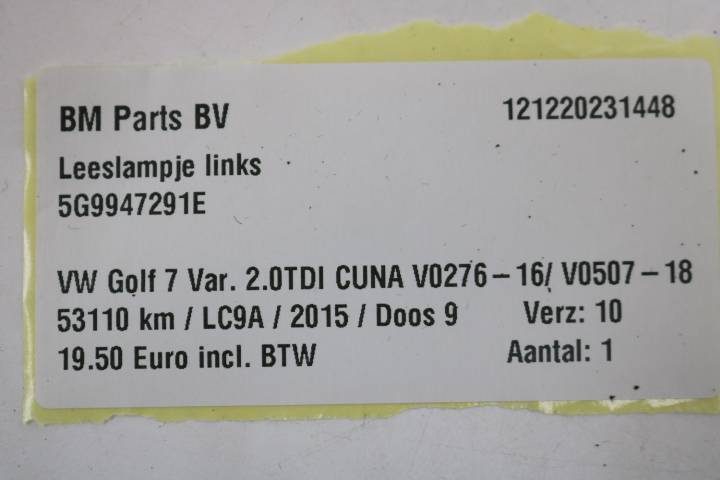 BM Parts BV 121220231448
Leeslampje links
5G9947291E
VW Golf 7 Var. 2.0TDI CUNA V0276-16/ V0507-18
53110 km / LC9A / 2015 / Doos 9 Verz: 10
19.50 Euro incl. BTW Aantal: 1